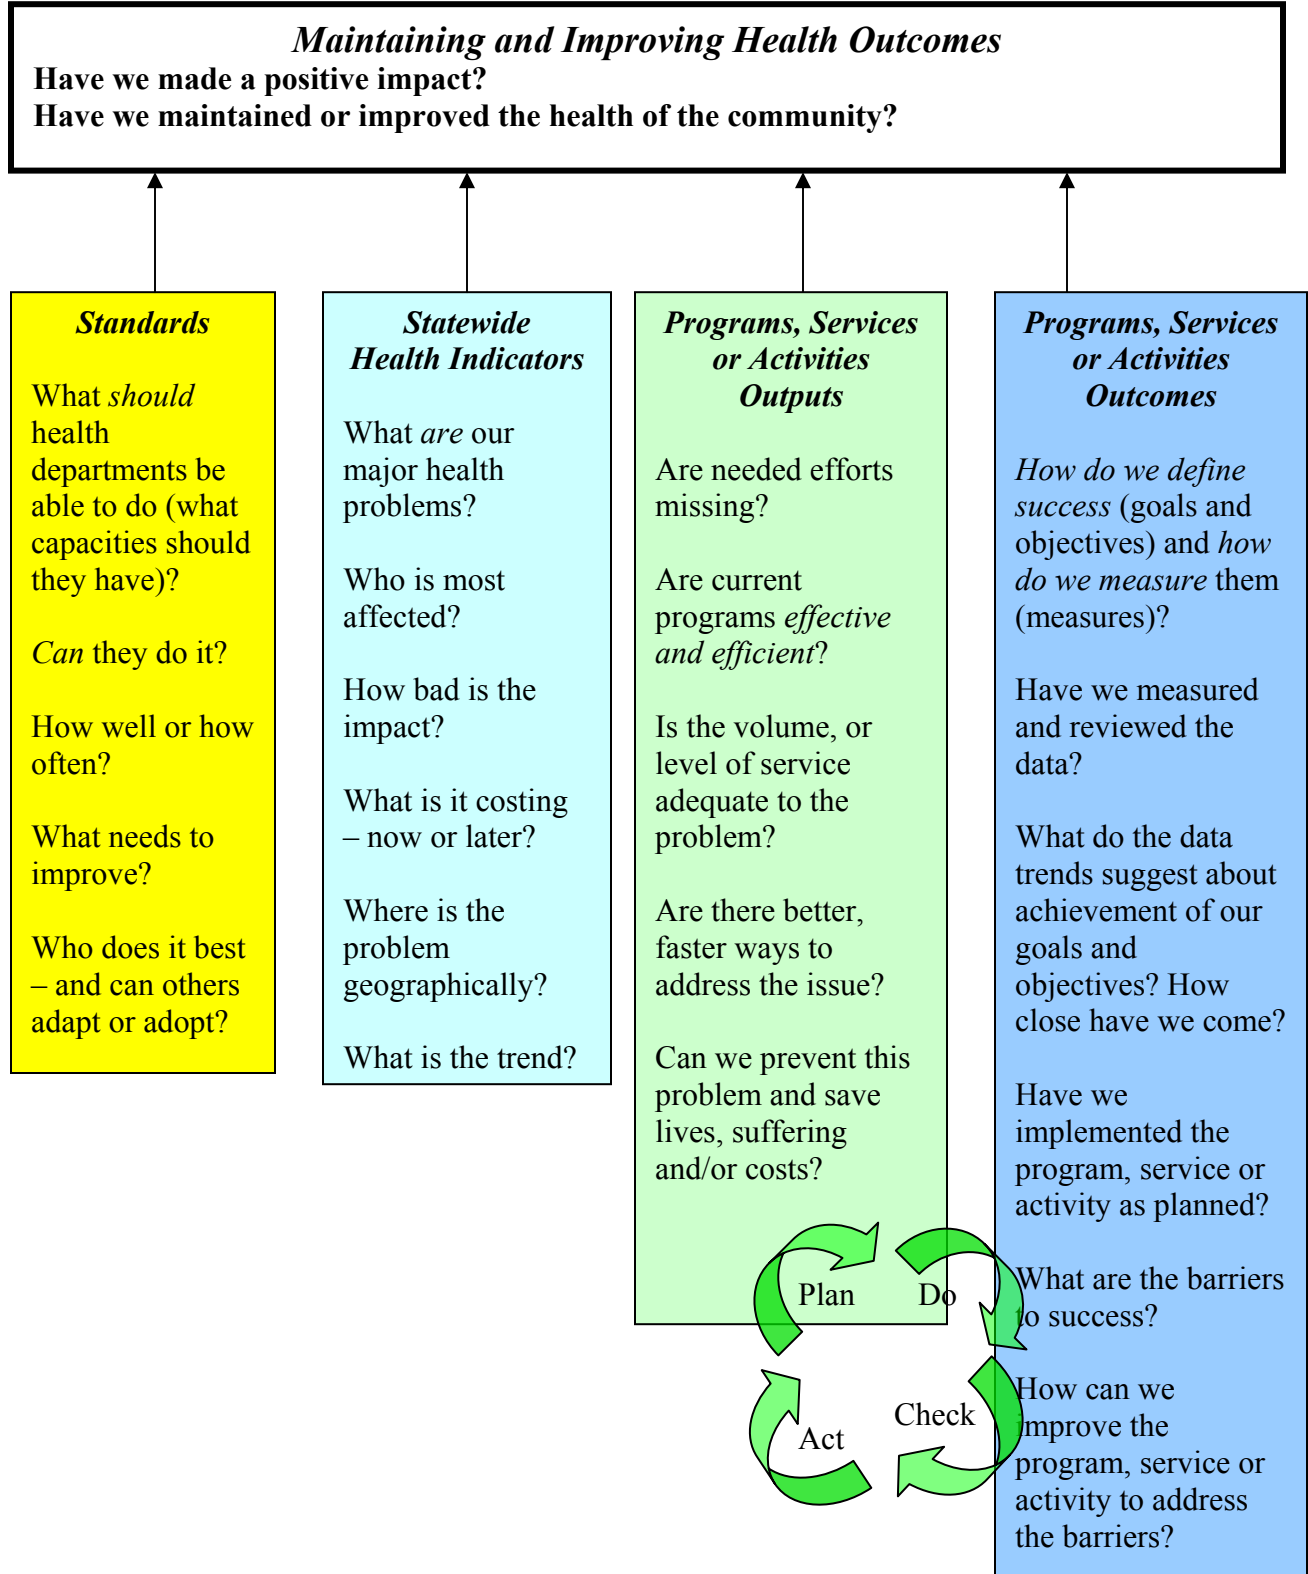 Maintaining and Improving Health Outcomes
Have we made a positive impact?
Have we maintained or improved the health of the community?
Standards
What should
health
departments be
able to do (what
capacities should
they have)?
Can they do it?
How well or how
often?
What needs to
improve?
Who does it best
– and can others
adapt or adopt?
Statewide
Health Indicators
What are our
major health
problems?
Who is most
affected?
How bad is the
impact?
What is it costing
– now or later?
Where is the
problem
geographically?
What is the trend?
Programs, Services
or Activities
Outputs
Are needed efforts
missing?
Are current
programs effective
and efficient?
Is the volume, or
level of service
adequate to the
problem?
Are there better,
faster ways to
address the issue?
Can we prevent this
problem and save
lives, suffering
and/or costs?
Programs, Services
or Activities
Outcomes
How do we define
success (goals and
objectives) and how
do we measure them
(measures)?
Have we measured
and reviewed the
data?
What do the data
trends suggest about
achievement of our
goals and
objectives? How
close have we come?
Have we
implemented the
program, service or
activity as planned?
What are the barriers
to success?
How can we
improve the
program, service or
activity to address
the barriers?
Plan
Do
Check
Act